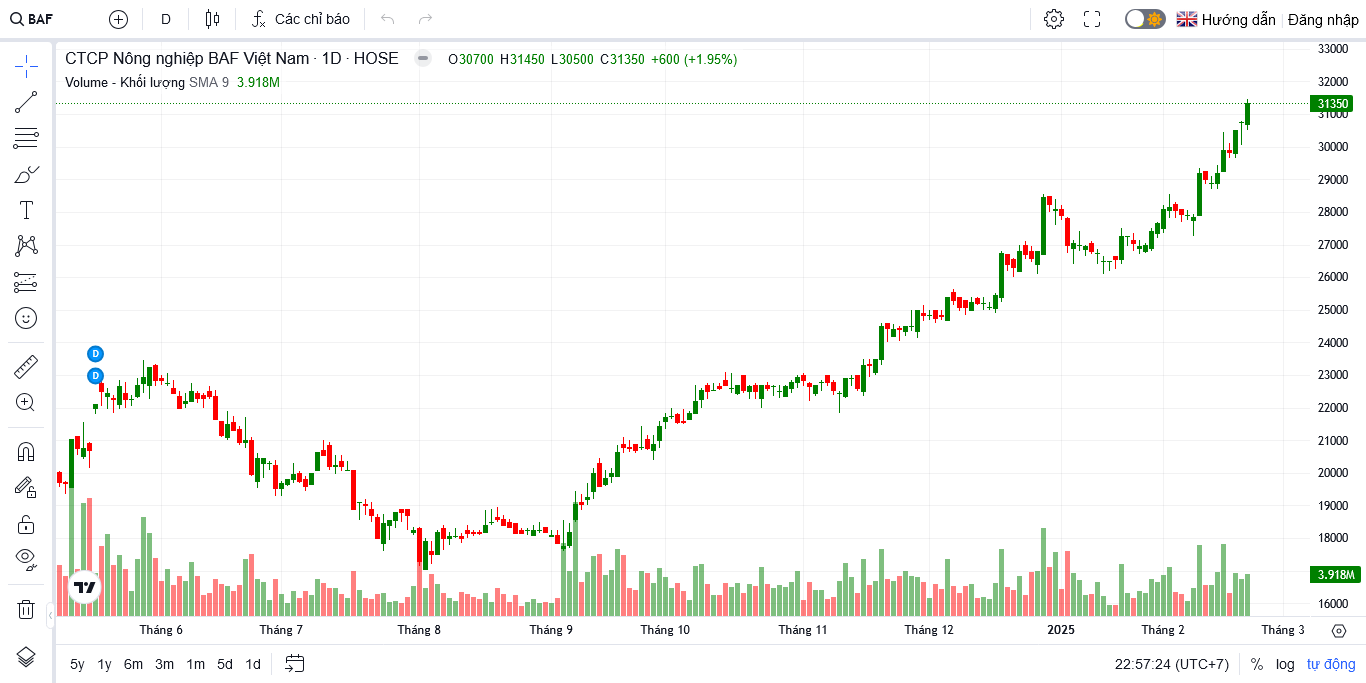 BAF D Các chỉ báo Hướng dẫn Đăng nhập
CTCP Nông nghiệp BAF Việt Nam · 1D · HOSE O30700 H31450 L30500 C31350 +600 (+1.95%)
Volume - Khối lượng SMA 9 3.918M
33000
32000
31350
31000
30000
29000
28000
27000
26000
25000
24000
23000
22000
21000
20000
19000
18000
3.918M
16000
D
D
Tháng 6 Tháng 7 Tháng 8 Tháng 9 Tháng 10 Tháng 11 Tháng 12 2025 Tháng 2 Tháng 3
5y 1y 6m 3m 1m 5d 1d 22:57:24 (UTC+7) % log tự động